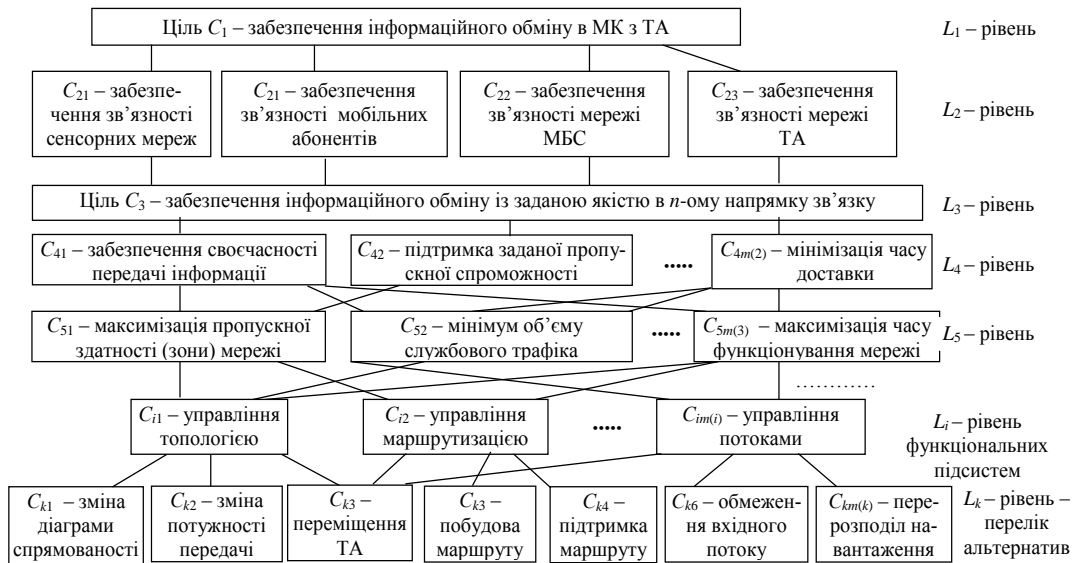 Ціль C1 – забезпечення інформаційного обміну в МК з ТА
L1 – рівень
C21 – забезпе-
чення зв’язності
сенсорних мереж
C21 – забезпечення
зв’язності мобільних
абонентів
C22 – забезпечення
зв’язності мережі
МБС
C23 – забезпечення
зв’язності мережі
ТА
L2 – рівень
Ціль C3 – забезпечення інформаційного обміну із заданою якістю в n-ому напрямку зв’язку
L3 – рівень
C41 – забезпечення своєчасності
передачі інформації
C42 – підтримка заданої пропу-
скної спроможності
.....
C4m(2) – мінімізація часу
доставки
L4 – рівень
C51 – максимізація пропускної
здатності (зони) мережі
C52 – мінімум об’єму
службового трафіка
.....
C5m(3) – максимізація часу
функціонування мережі
L5 – рівень
............
Ci1 – управління
топологією
Ci2 – управління
маршрутизацією
.....
Cim(i) – управління
потоками
Li – рівень
функціональних
підсистем
Ck1 – зміна
діаграми
спрямованості
Ck2 – зміна
потужності
передачі
Ck3 –
переміщення
ТА
Ck3 –
побудова
маршруту
Ck4 –
підтримка
маршруту
Ck6 – обмежен-
ня вхідного
потоку
Ckm(k) – пере-
розподіл на-
вантаження
Lk – рівень –
перелік
альтернатив